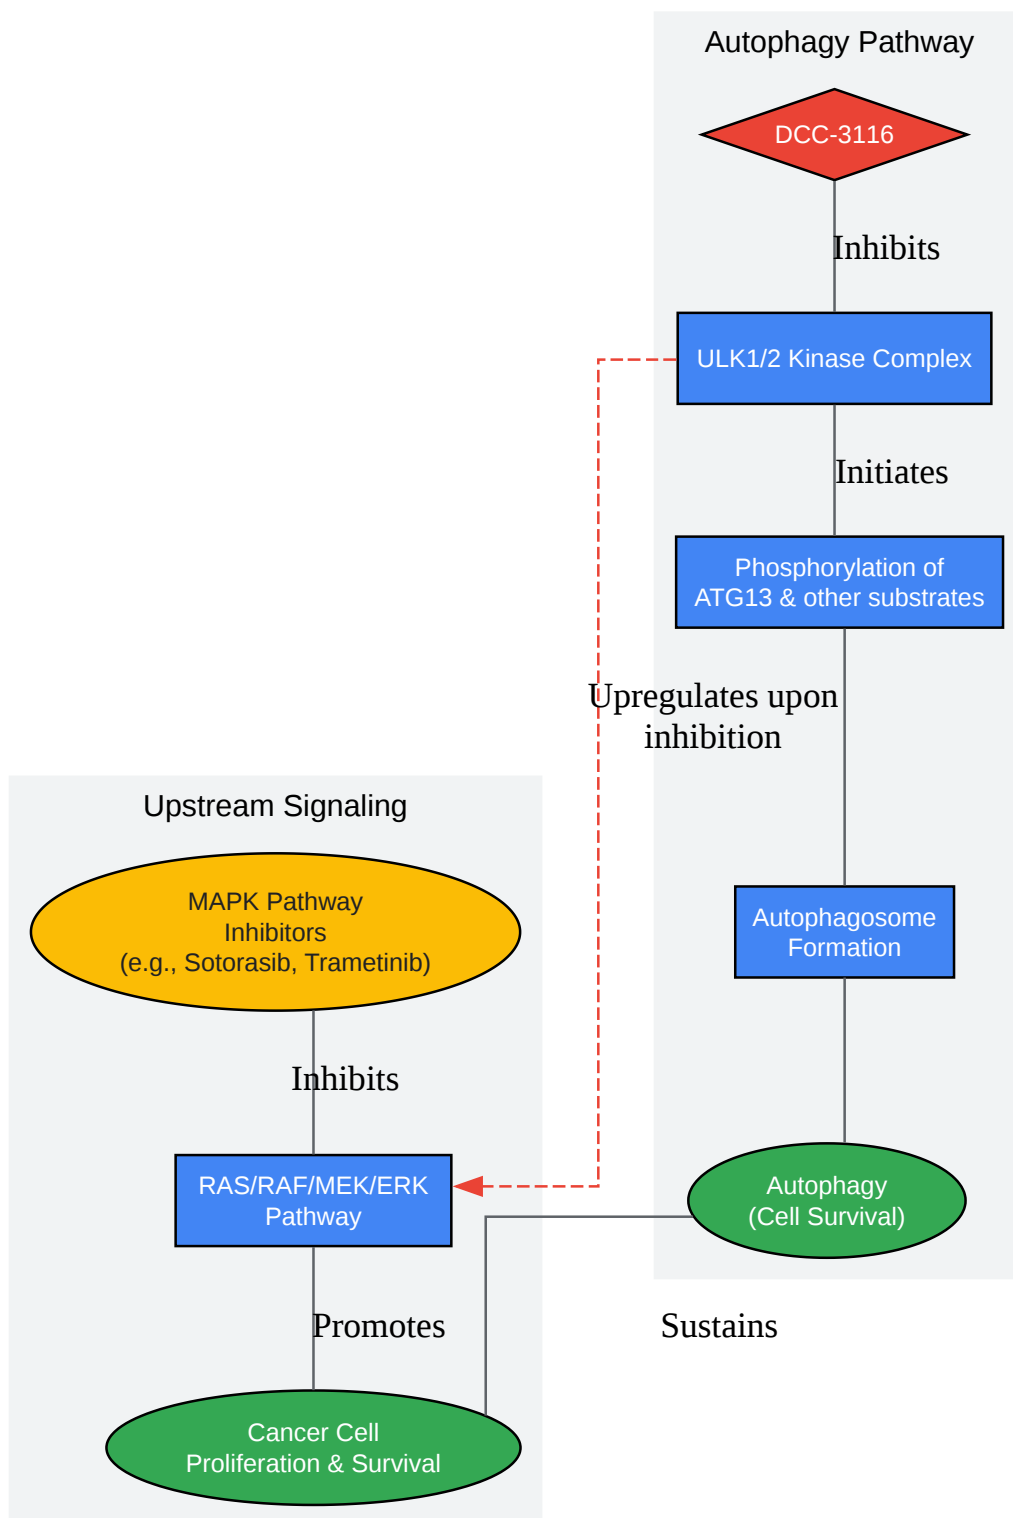 Autophagy Pathway
DCC-3116
Inhibits
ULK1/2 Kinase Complex
Initiates
Phosphorylation of
ATG13 & other substrates
Upregulates upon
inhibition
Upstream Signaling
MAPK Pathway
Inhibitors
(e.g., Sotorasib, Trametinib)
Autophagosome
Formation
Inhibits
RAS/RAF/MEK/ERK
Pathway
Autophagy
(Cell Survival)
Promotes
Sustains
Cancer Cell
Proliferation & Survival